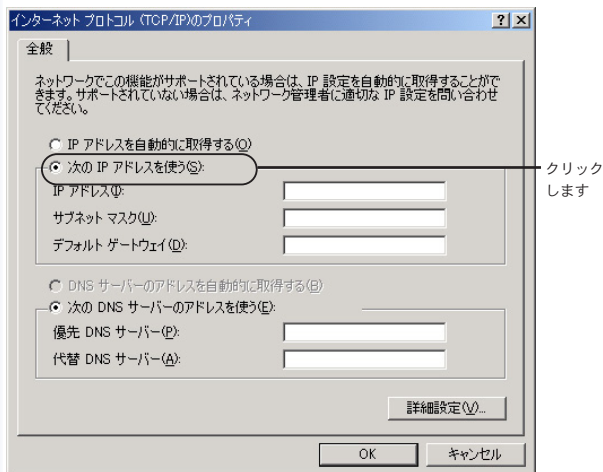 インターネット プロトコル (TCP/IP)のプロパティ
全般
ネットワークでこの機能がサポートされている場合は、IP 設定を自動的に取得することがで
きます。サポートされていない場合は、ネットワーク管理者に適切な IP 設定を問い合わせ
てください。
IP アドレスを自動的に取得する(O)
次の IP アドレスを使う(S):
クリック
します
IP アドレス(I):
サブネット マスク(U):
デフォルト ゲートウェイ(D):
DNS サーバーのアドレスを自動的に取得する(B)
次の DNS サーバーのアドレスを使う(E):
優先 DNS サーバー(P):
代替 DNS サーバー(A):
詳細設定(V)...
OK
キャンセル